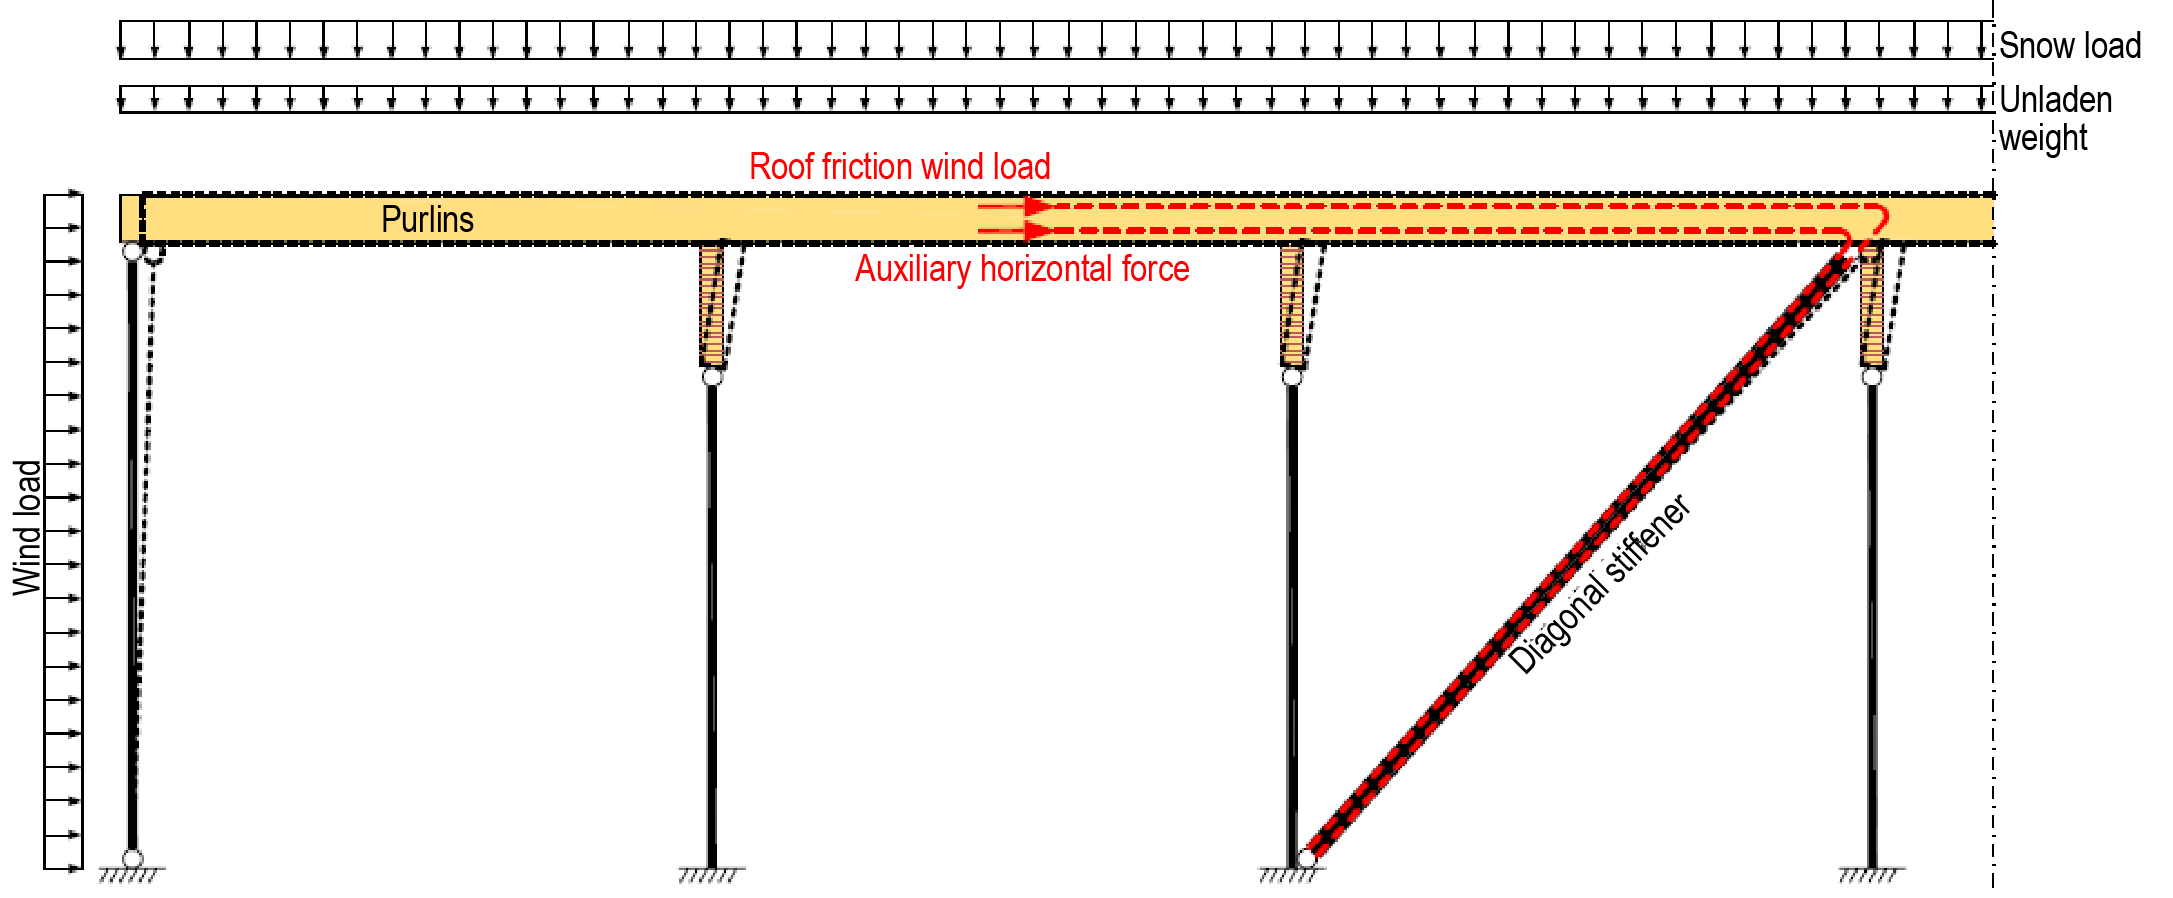 Snow load
Unladen
weight
Roof friction wind load
Purlins
Auxiliary horizontal force
Wind load
Diagonal stiffener